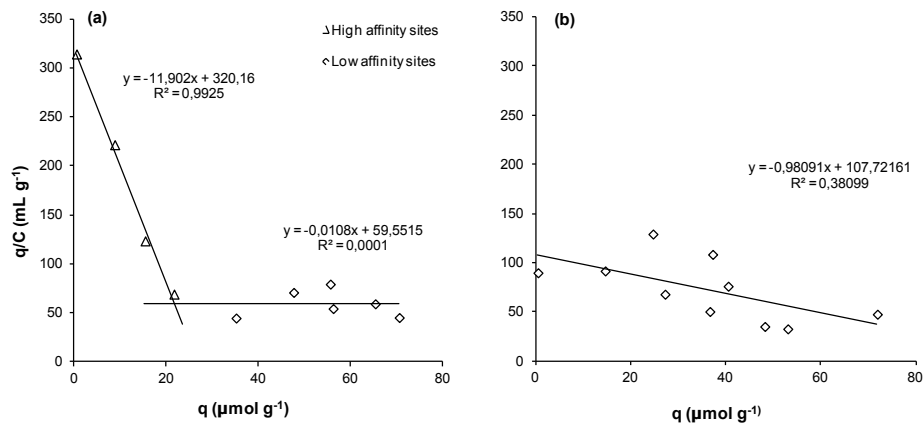 (a)
High affinity sites
Low affinity sites
y = -11,902x + 320,16
R² = 0,9925
y = -0,0108x + 59,5515
R² = 0,0001
q/C (mL g⁻¹)
350
300
250
200
150
100
50
0
0 20 40 60 80
q (µmol g⁻¹)
(b)
y = -0,98091x + 107,72161
R² = 0,38099
350
300
250
200
150
100
50
0
0 20 40 60 80
q (µmol g⁻¹)